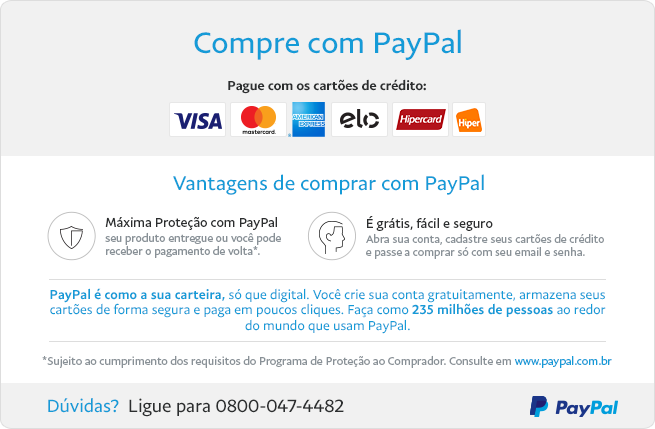 Compre com PayPal
Pague com os cartões de crédito:
VISA
mastercard.
AMERICAN
EXPRESS
elo
Hipercard
Hiper
Vantagens de comprar com PayPal
Máxima Proteção com PayPal
seu produto entregue ou você pode
receber o pagamento de volta*.
É grátis, fácil e seguro
Abra sua conta, cadastre seus cartões de crédito
e passe a comprar só com seu email e senha.
PayPal é como a sua carteira, só que digital. Você crie sua conta gratuitamente, armazena seus
cartões de forma segura e paga em poucos cliques. Faça como 235 milhões de pessoas ao redor
do mundo que usam PayPal.
*Sujeito ao cumprimento dos requisitos do Programa de Proteção ao Comprador. Consulte em www.paypal.com.br
Dúvidas? Ligue para 0800-047-4482
PayPal